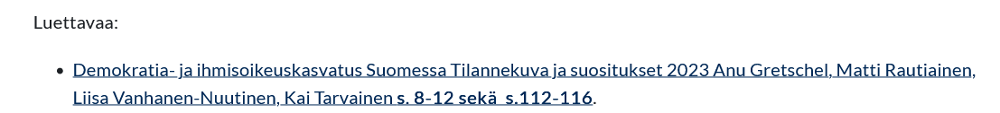 Luettavaa:
• Demokratia- ja ihmisoikeuskasvatus Suomessa Tilannekuva ja suositukset 2023 Anu Gretschel, Matti Rautiainen,
Liisa Vanhanen-Nuutinen, Kai Tarvainen s. 8-12 sekä  s.112-116.